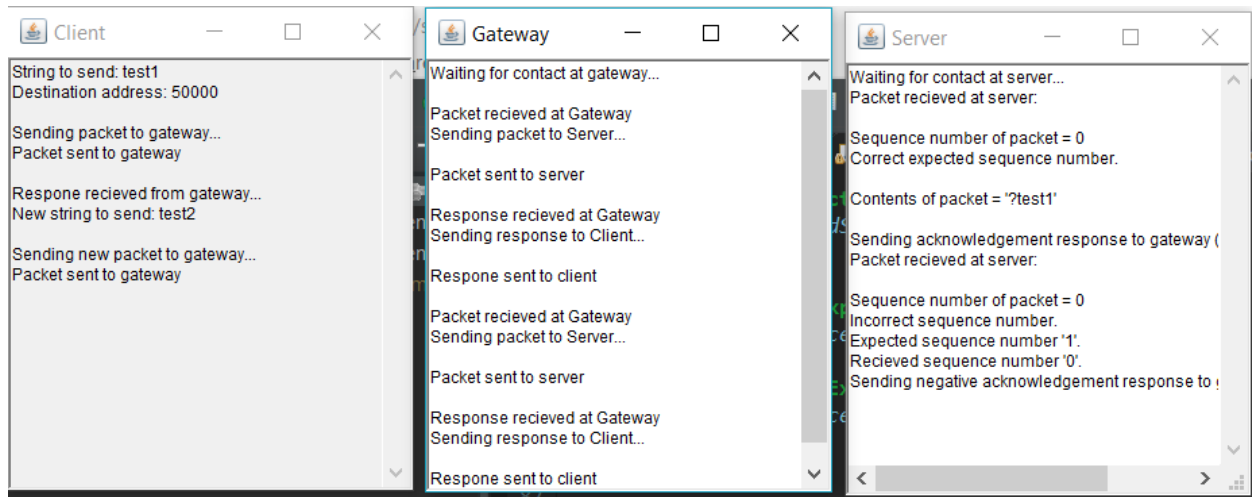 Client
String to send: test1
Destination address: 50000
Sending packet to gateway...
Packet sent to gateway
Respone recieved from gateway...
New string to send: test2
Sending new packet to gateway...
Packet sent to gateway
Gateway
Waiting for contact at gateway...
Packet recieved at Gateway
Sending packet to Server...
Packet sent to server
Response recieved at Gateway
Sending response to Client...
Respone sent to client
Packet recieved at Gateway
Sending packet to Server...
Packet sent to server
Response recieved at Gateway
Sending response to Client...
Respone sent to client
Server
Waiting for contact at server...
Packet recieved at server:
Sequence number of packet = 0
Correct expected sequence number.
Contents of packet = '?test1'
Sending acknowledgement response to gateway (
Packet recieved at server:
Sequence number of packet = 0
Incorrect sequence number.
Expected sequence number '1'.
Recieved sequence number '0'.
Sending negative acknowledgement response to